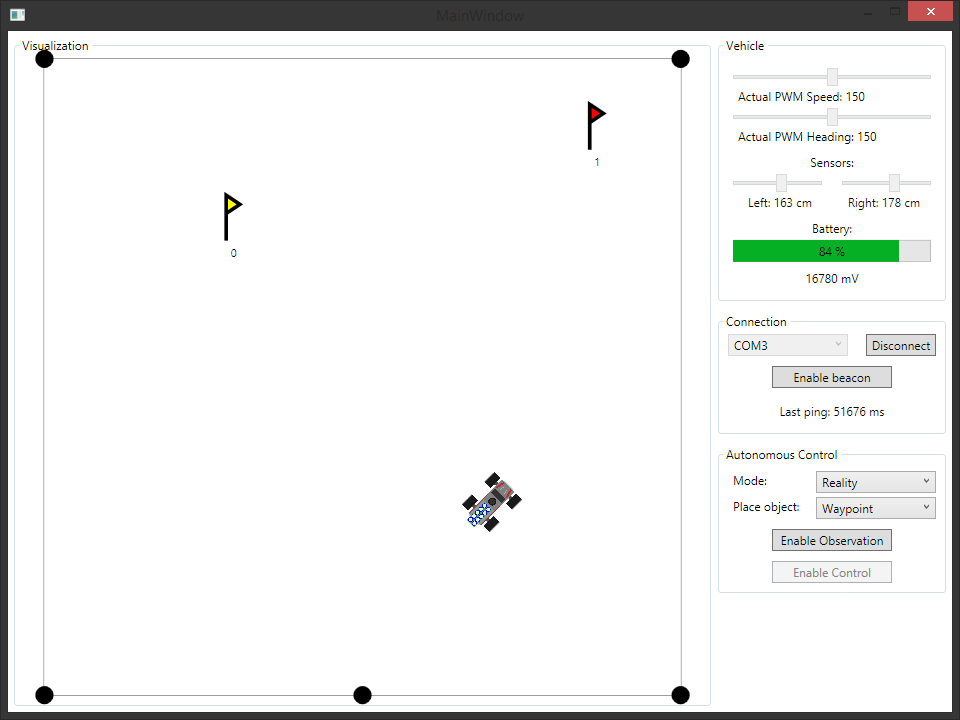 MainWindow
Visualization
1
0
Vehicle
Actual PWM Speed: 150
Actual PWM Heading: 150
Sensors:
Left: 163 cm
Right: 178 cm
Battery:
84 %
16780 mV
Connection
COM3
Disconnect
Enable beacon
Last ping: 51676 ms
Autonomous Control
Mode:
Reality
Place object:
Waypoint
Enable Observation
Enable Control